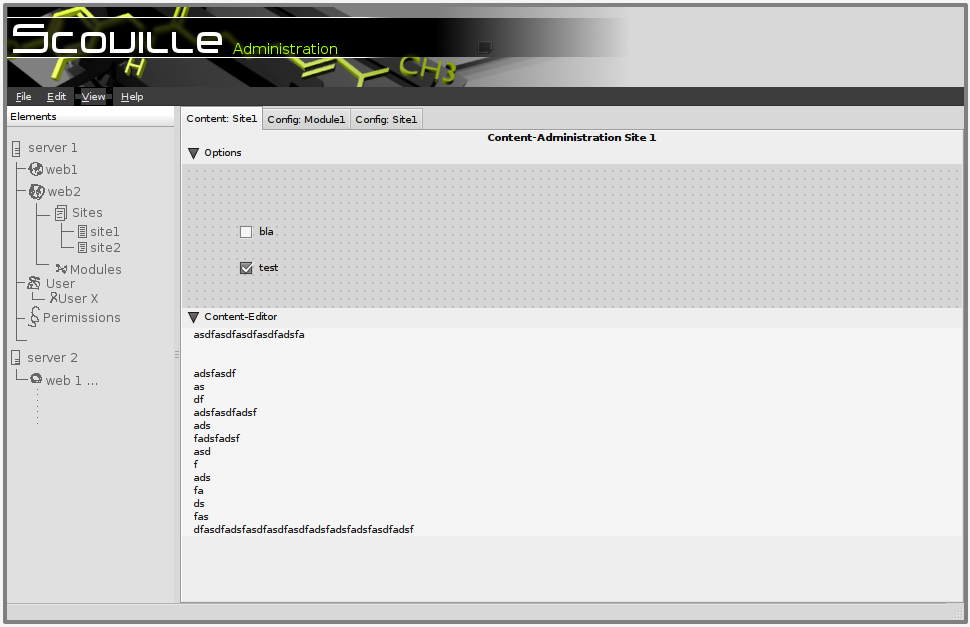 Scoville Administration
CH3
H
File Edit View Help
Elements
server 1
web1
web2
Sites
site1
site2
Modules
User
User X
Perimissions
server 2
web 1 ...
Content: Site1 Config: Module1 Config: Site1
Content-Administration Site 1
Options
bla
test
Content-Editor
asdfasdfasdfasdfadsfa
adsfasdf
as
df
adsfasdfadsf
ads
fadsfadsf
asd
f
ads
fa
ds
fas
dfasdfadsfasdfasdfasdfadsfadsfadsfasdfadsf